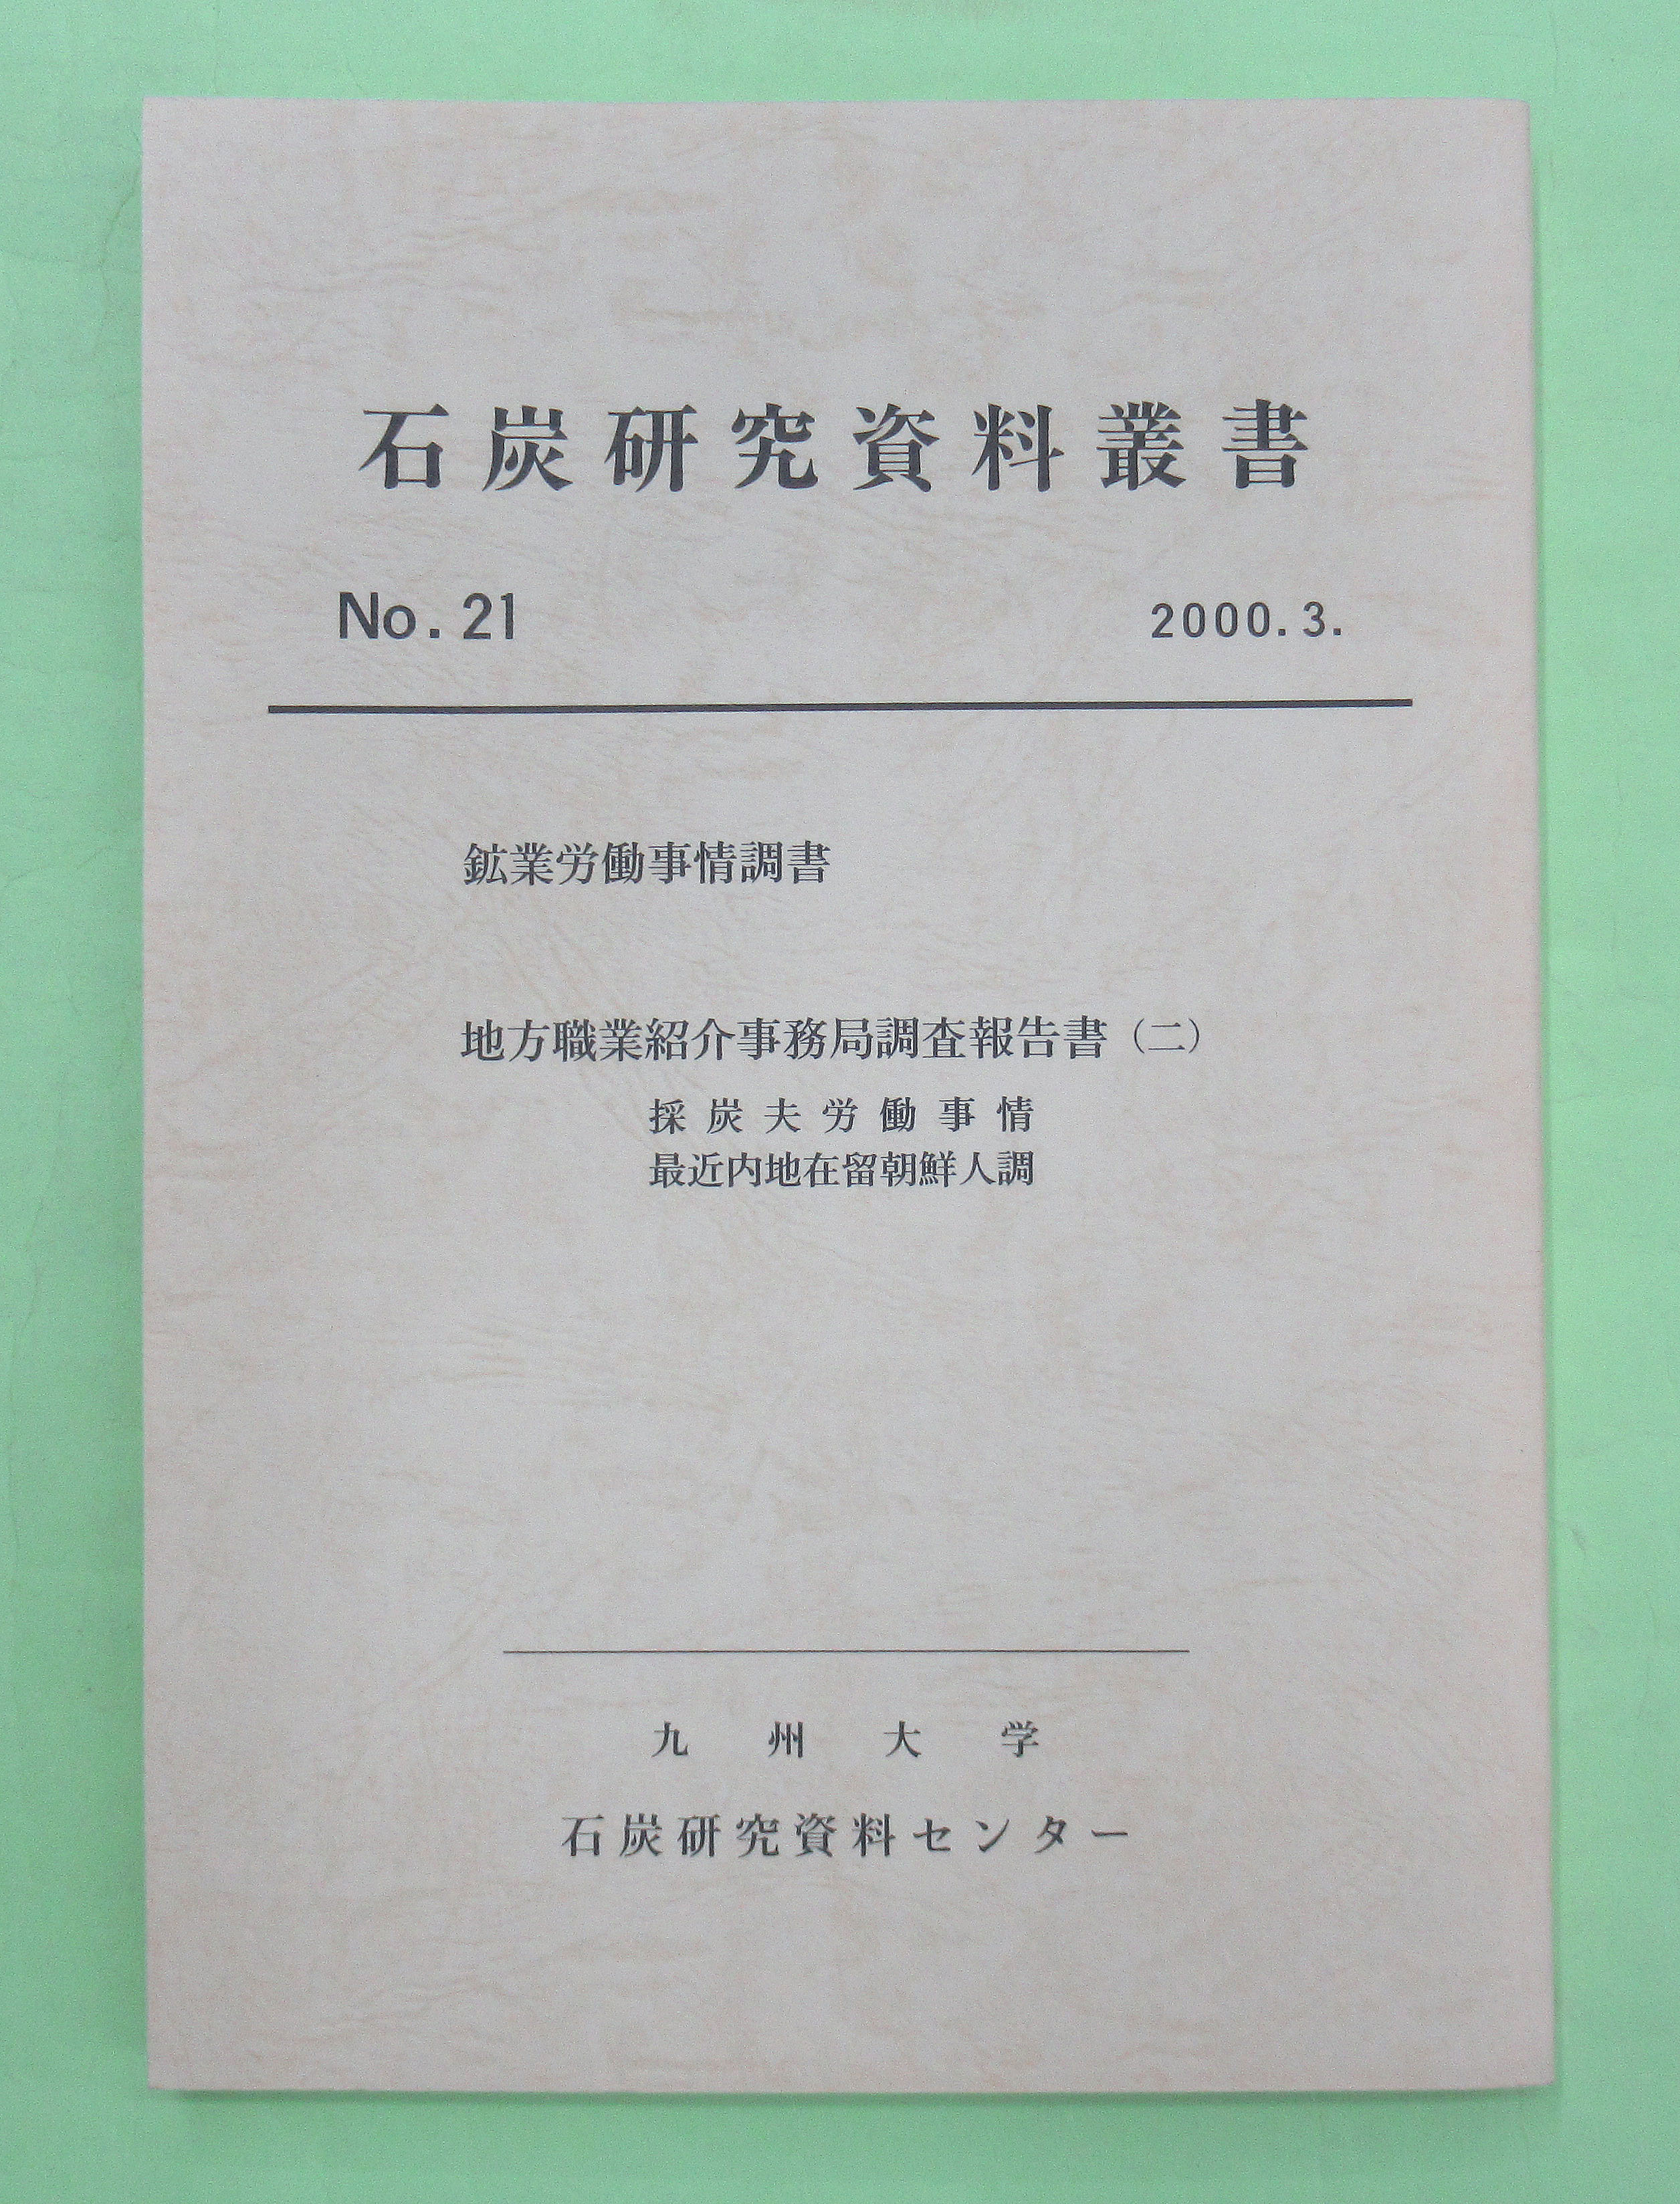 石炭研究資料叢書
No. 21 2000. 3.
鉱業労働事情調書
地方職業紹介事務局調査報告書（二）
採炭夫労働事情
最近内地在留朝鮮人調
九州大学
石炭研究資料センター